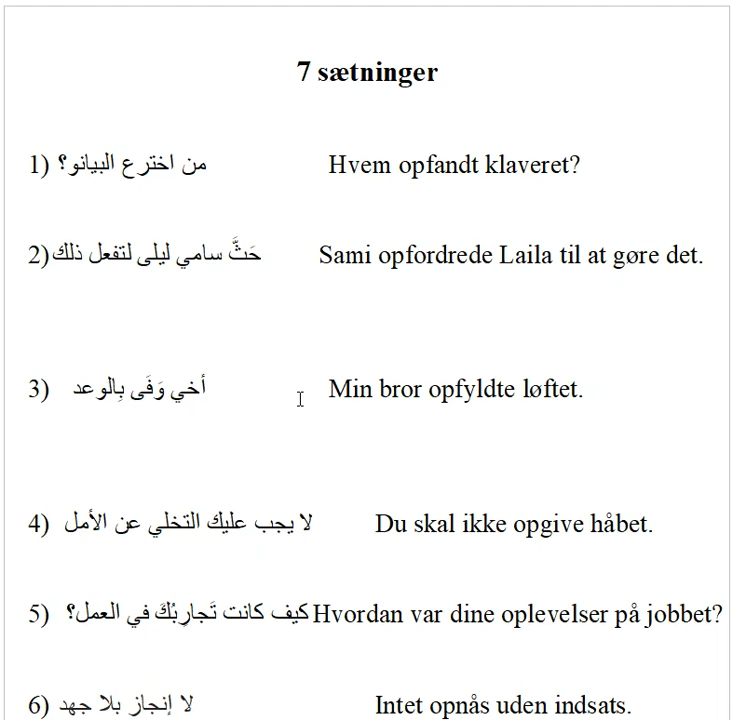 7 sætninger
1) من اخترع البيانو؟ Hvem opfandt klaveret?
2) حَثَّ سامي ليلى لتفعل ذلك Sami opfordrede Laila til at gøre det.
3) أخي وَفَى بِالوعد Min bror opfyldte løftet.
4) لا يجب عليك التخلي عن الأمل Du skal ikke opgive håbet.
5) كيف كانت تَجارِبُكَ في العمل؟ Hvordan var dine oplevelser på jobbet?
6) لا إنجاز بلا جهد Intet opnås uden indsats.